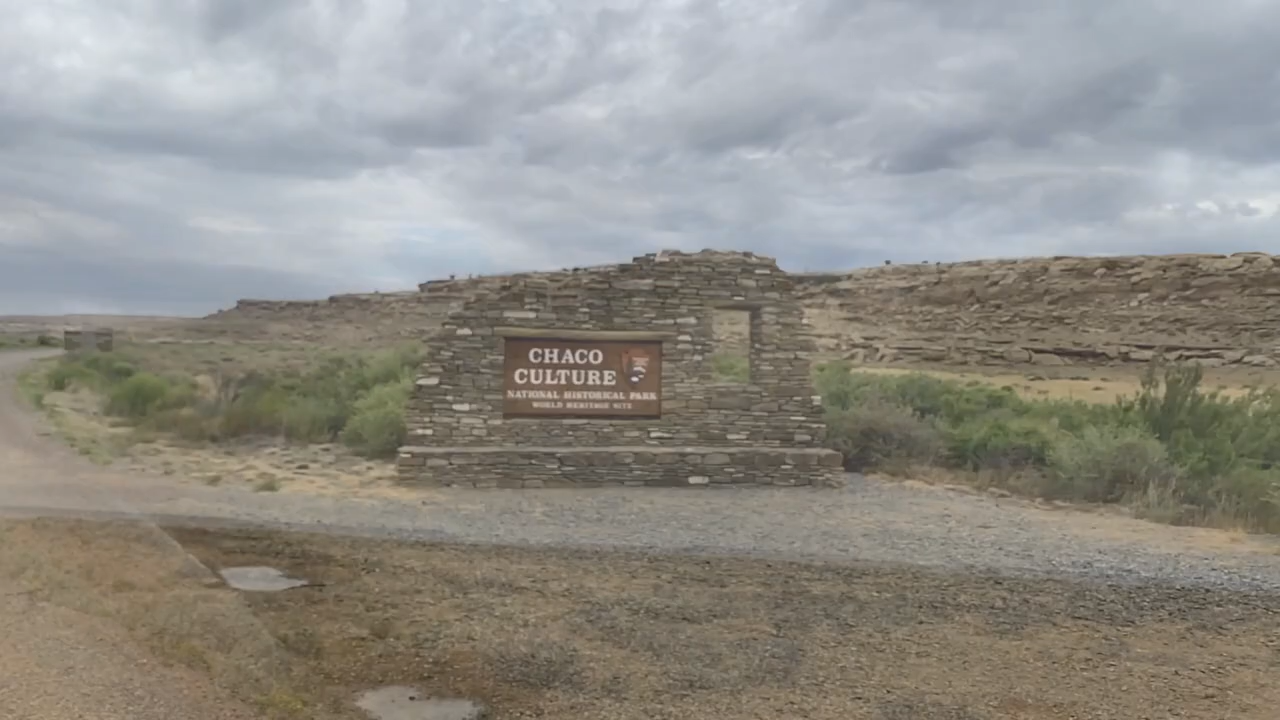 CHACO
CULTURE
NATIONAL HISTORICAL PARK
WORLD HERITAGE SITE